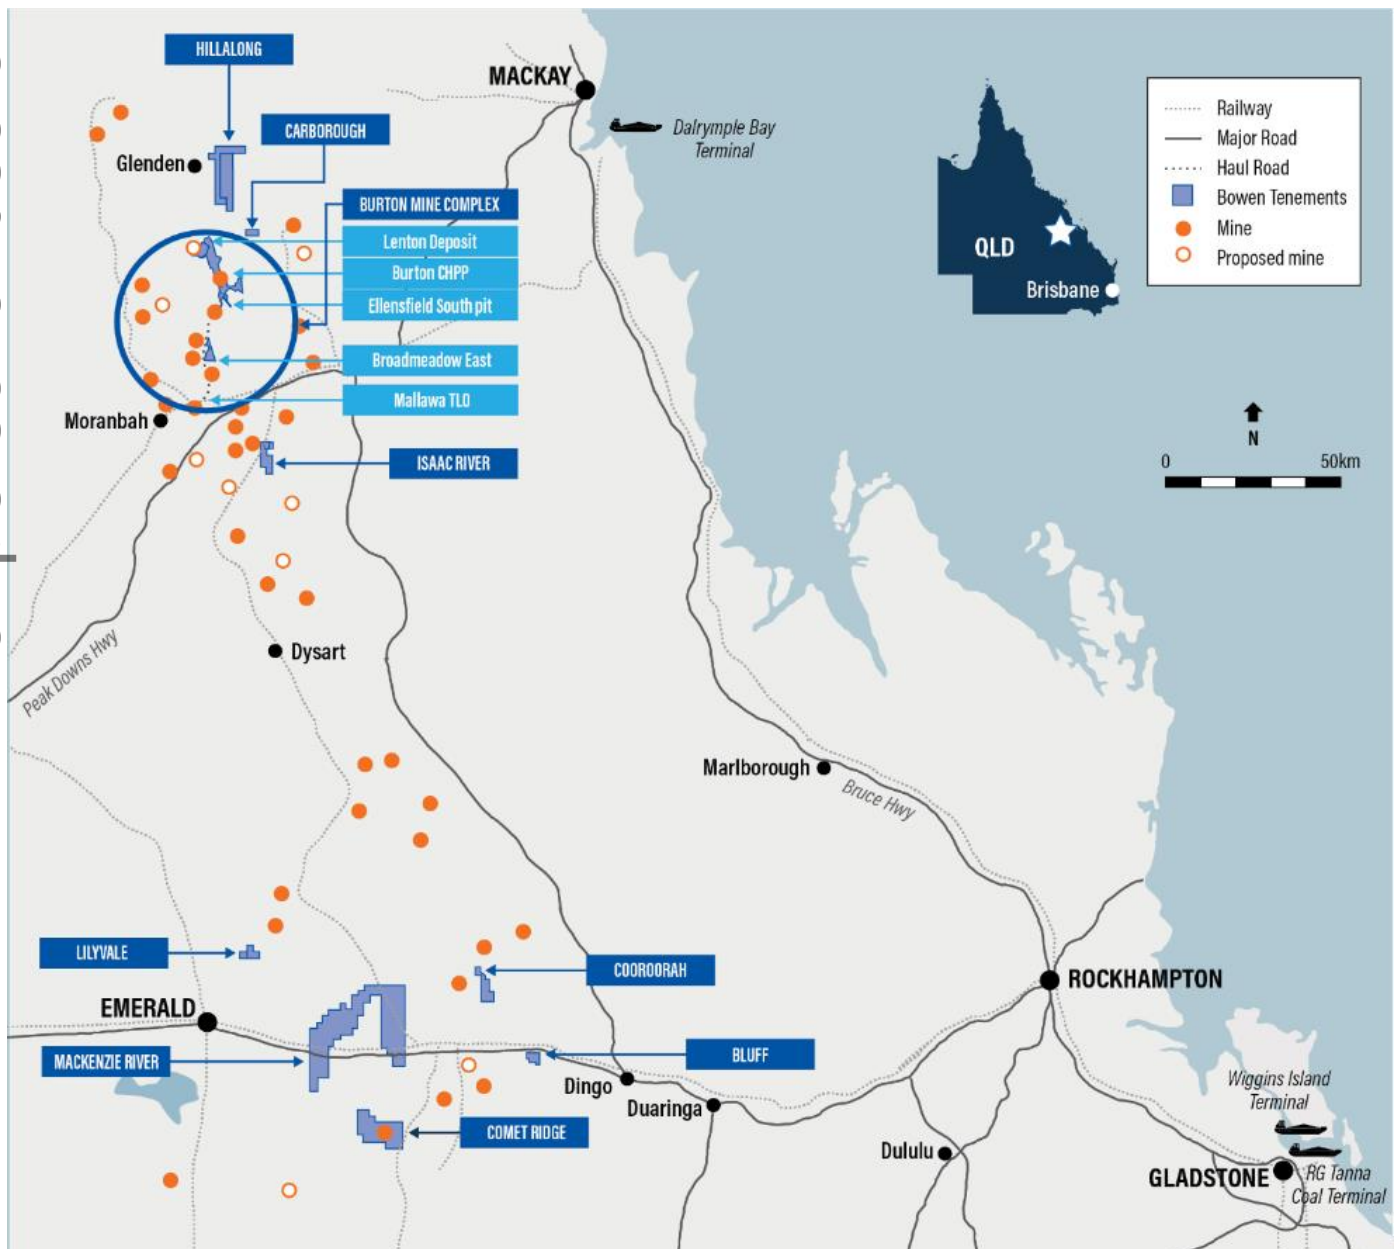 HILLALONG
MACKAY
CARBOROUGH
Dalrymple Bay
Terminal
Glenden
BURTON MINE COMPLEX
Lenton Deposit
Burton CHPP
Ellensfield South pit
Broadmeadow East
Mallawa TLO
Moranbah
ISAAC RIVER
Railway
Major Road
Haul Road
Bowen Tenements
Mine
Proposed mine
QLD
Brisbane
N
0 50km
Peak Downs Hwy
Dysart
Marlborough
Bruce Hwy
LILYVALE
COOROORAH
EMERALD
ROCKHAMPTON
MACKENZIE RIVER
BLUFF
Dingo
Duaringa
COMET RIDGE
Dululu
Wiggins Island
Terminal
GLADSTONE
RG Tanna
Coal Terminal